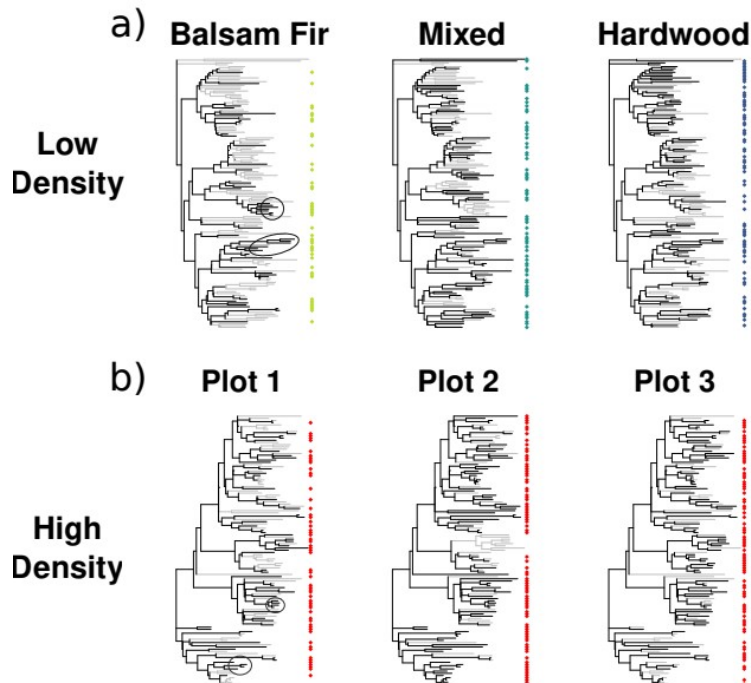 a)
Balsam Fir
Mixed
Hardwood
Low
Density
b)
Plot 1
Plot 2
Plot 3
High
Density